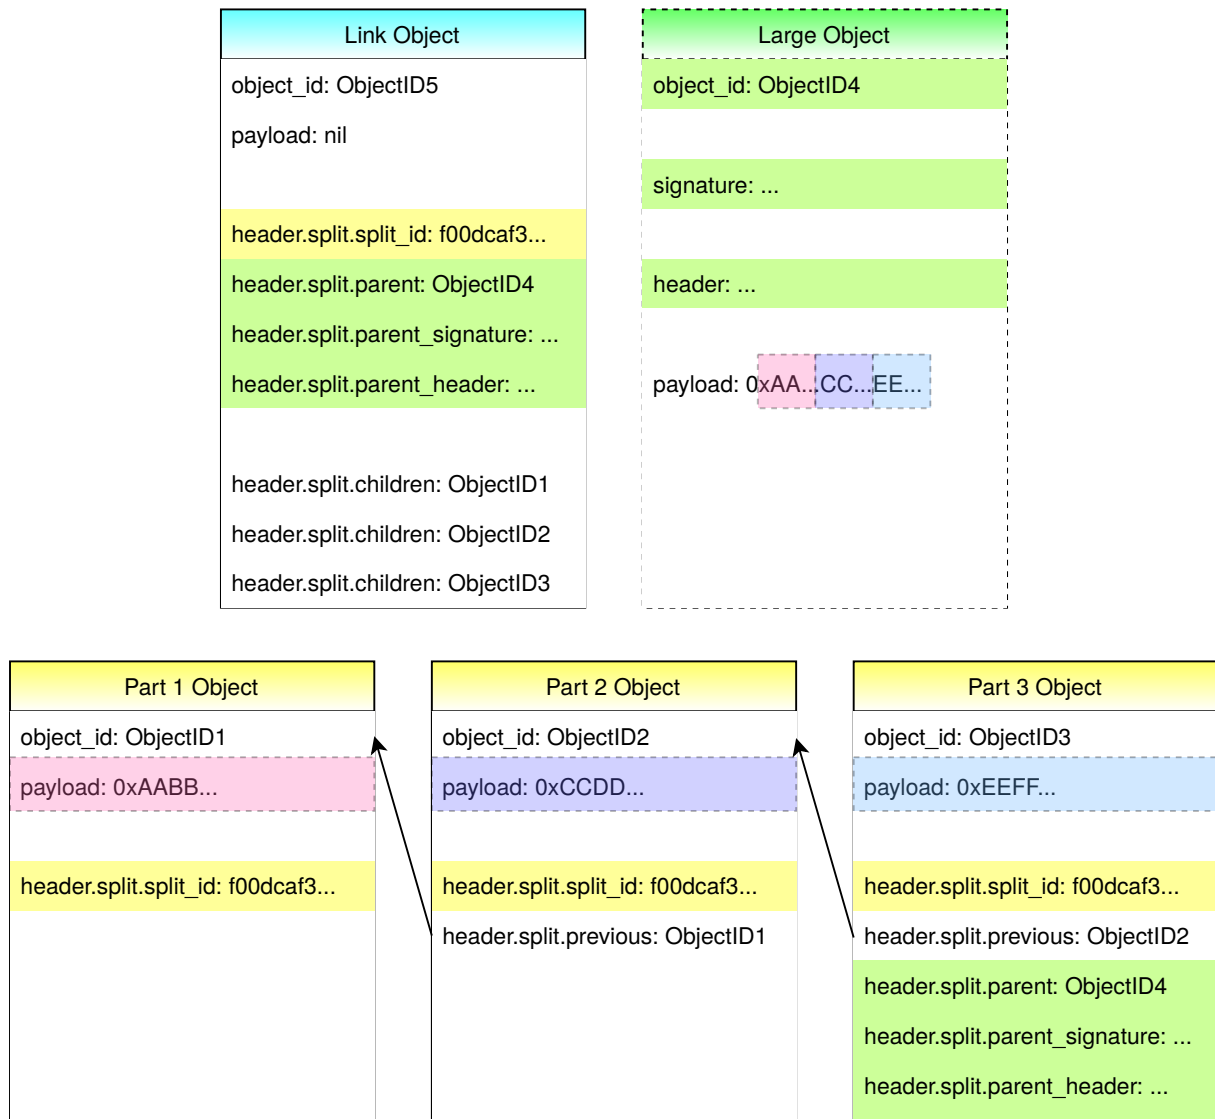 Link Object
object_id: ObjectID5
payload: nil
header.split.split_id: f00dcaf3...
header.split.parent: ObjectID4
header.split.parent_signature: ...
header.split.parent_header: ...
header.split.children: ObjectID1
header.split.children: ObjectID2
header.split.children: ObjectID3
Large Object
object_id: ObjectID4
signature: ...
header: ...
payload: 0xAA...CC...EE...
Part 1 Object
object_id: ObjectID1
payload: 0xAABB...
header.split.split_id: f00dcaf3...
Part 2 Object
object_id: ObjectID2
payload: 0xCCDD...
header.split.split_id: f00dcaf3...
header.split.previous: ObjectID1
Part 3 Object
object_id: ObjectID3
payload: 0xEEFF...
header.split.split_id: f00dcaf3...
header.split.previous: ObjectID2
header.split.parent: ObjectID4
header.split.parent_signature: ...
header.split.parent_header: ...